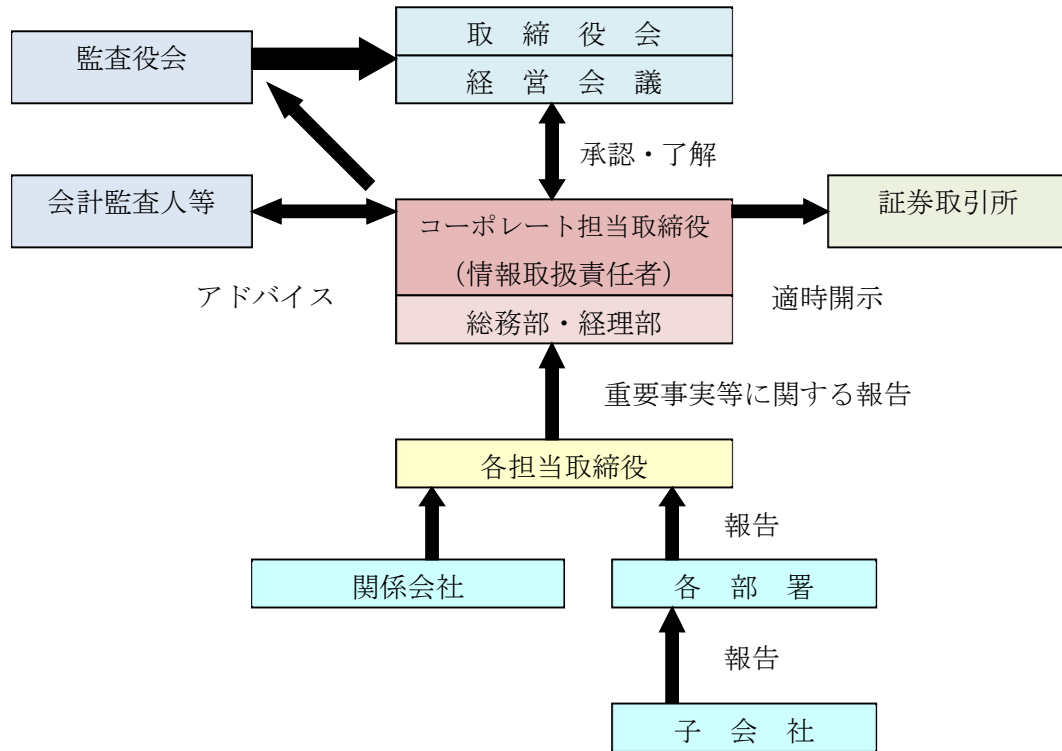 取　締　役　会
監査役会
経　営　会　議
承認・了解
会計監査人等
コーポレート担当取締役
（情報取扱責任者）
証券取引所
アドバイス
適時開示
総務部・経理部
重要事実等に関する報告
各担当取締役
報告
関係会社
各　部　署
報告
子　会　社